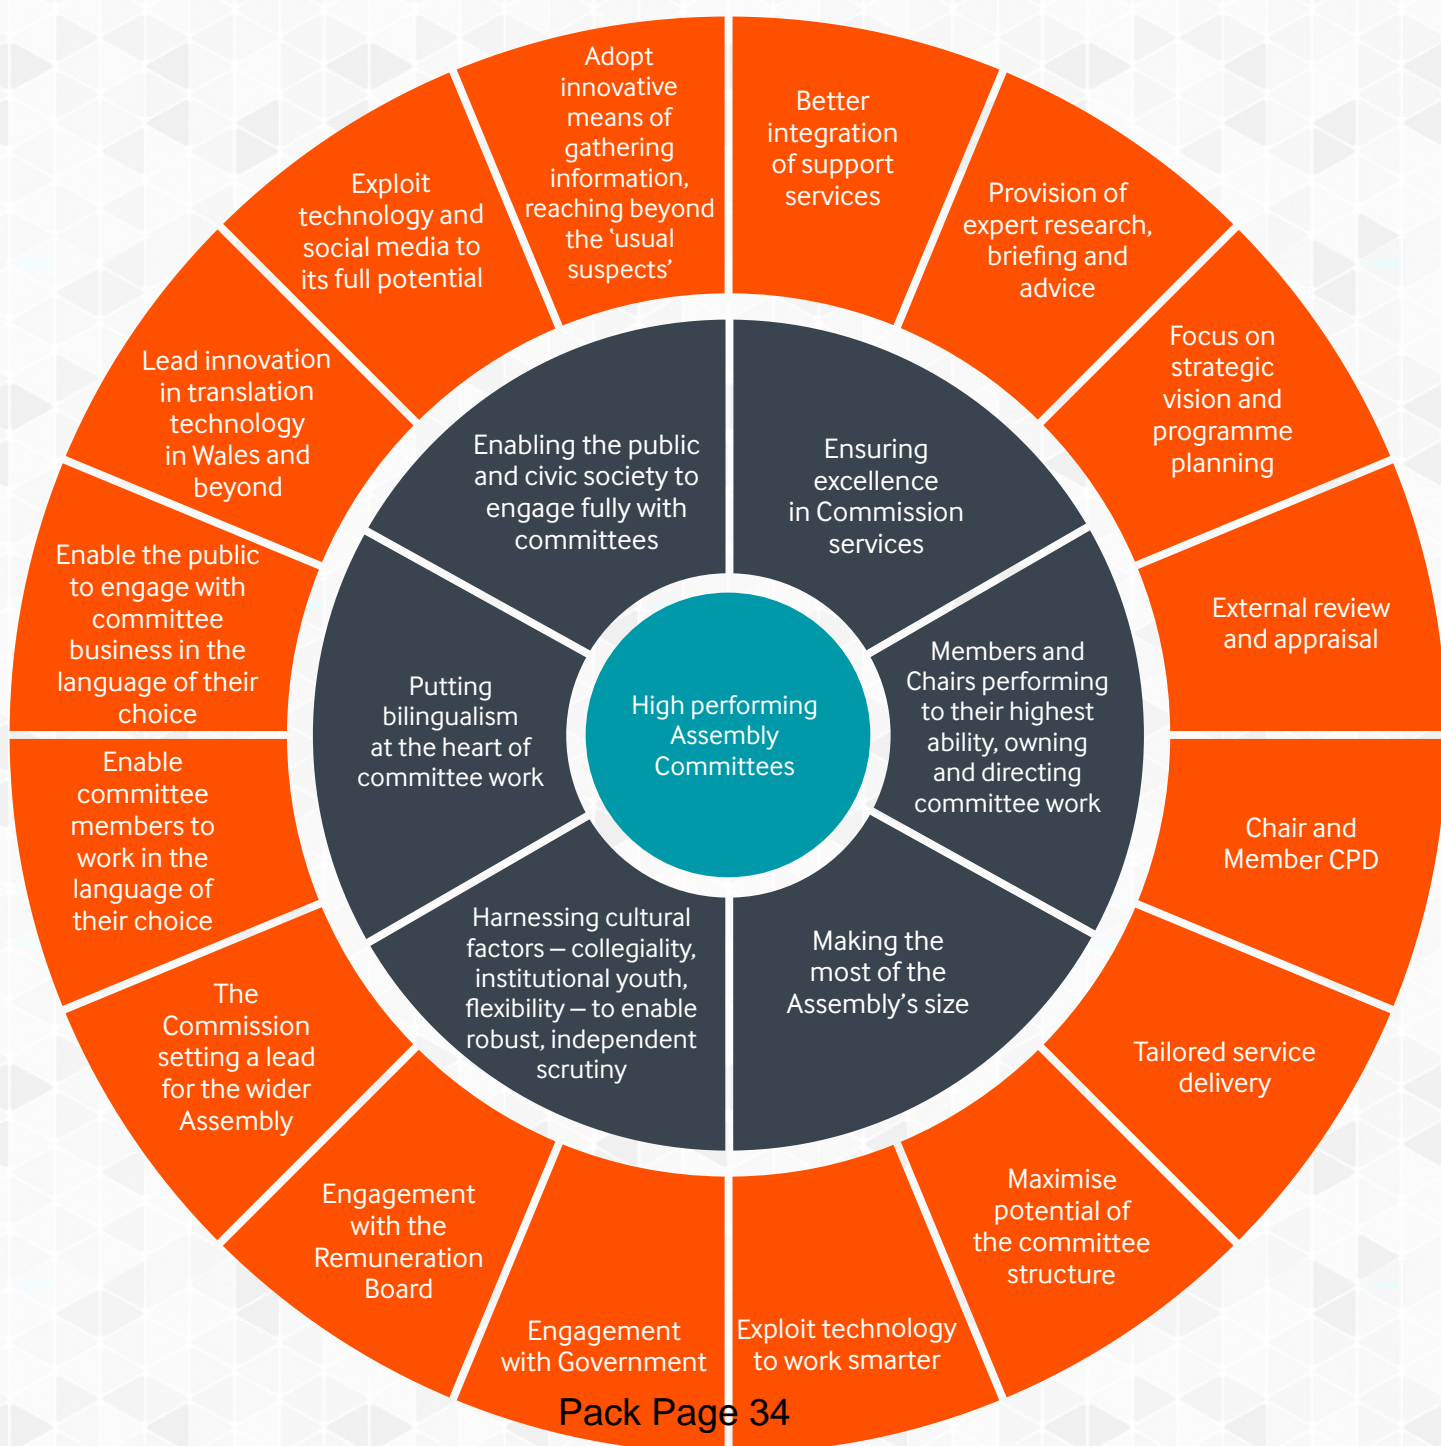 High performing
Assembly
Committees
Ensuring
excellence
in Commission
services
Members and
Chairs performing
to their highest
ability, owning
and directing
committee work
Making the
most of the
Assembly's size
Harnessing cultural
factors – collegiality,
institutional youth,
flexibility – to enable
robust, independent
scrutiny
Putting
bilingualism
at the heart of
committee work
Enabling the public
and civic society to
engage fully with
committees
Better
integration
of support
services
Provision of
expert research,
briefing and
advice
Focus on
strategic
vision and
programme
planning
External review
and appraisal
Chair and
Member CPD
Tailored service
delivery
Maximise
potential of
the committee
structure
Exploit technology
to work smarter
Engagement
with Government
Engagement
with the
Remuneration
Board
The
Commission
setting a lead
for the wider
Assembly
Enable
committee
members to
work in the
language of
their choice
Enable the public
to engage with
committee
business in the
language of their
choice
Lead innovation
in translation
technology
in Wales and
beyond
Exploit
technology and
social media to
its full potential
Adopt
innovative
means of
gathering
information,
reaching beyond
the ‘usual
suspects’
Pack Page 34